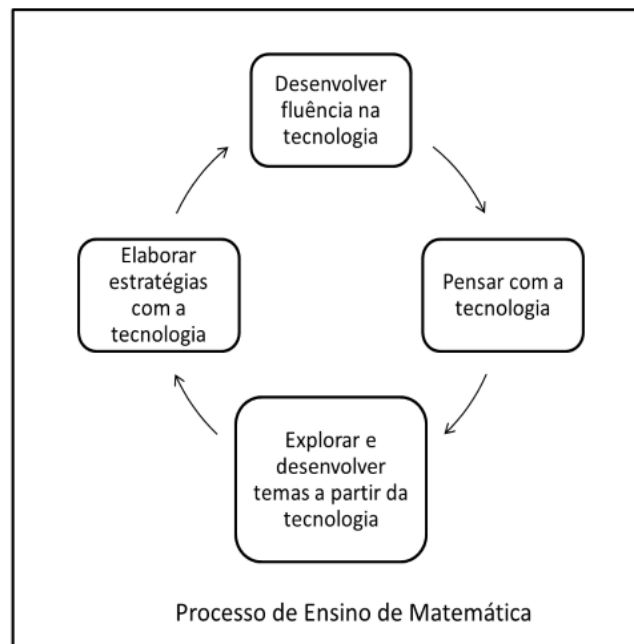 Desenvolver
fluência na
tecnologia
Elaborar
estratégias
com a
tecnologia
Pensar com a
tecnologia
Explorar e
desenvolver
temas a partir da
tecnologia
Processo de Ensino de Matemática